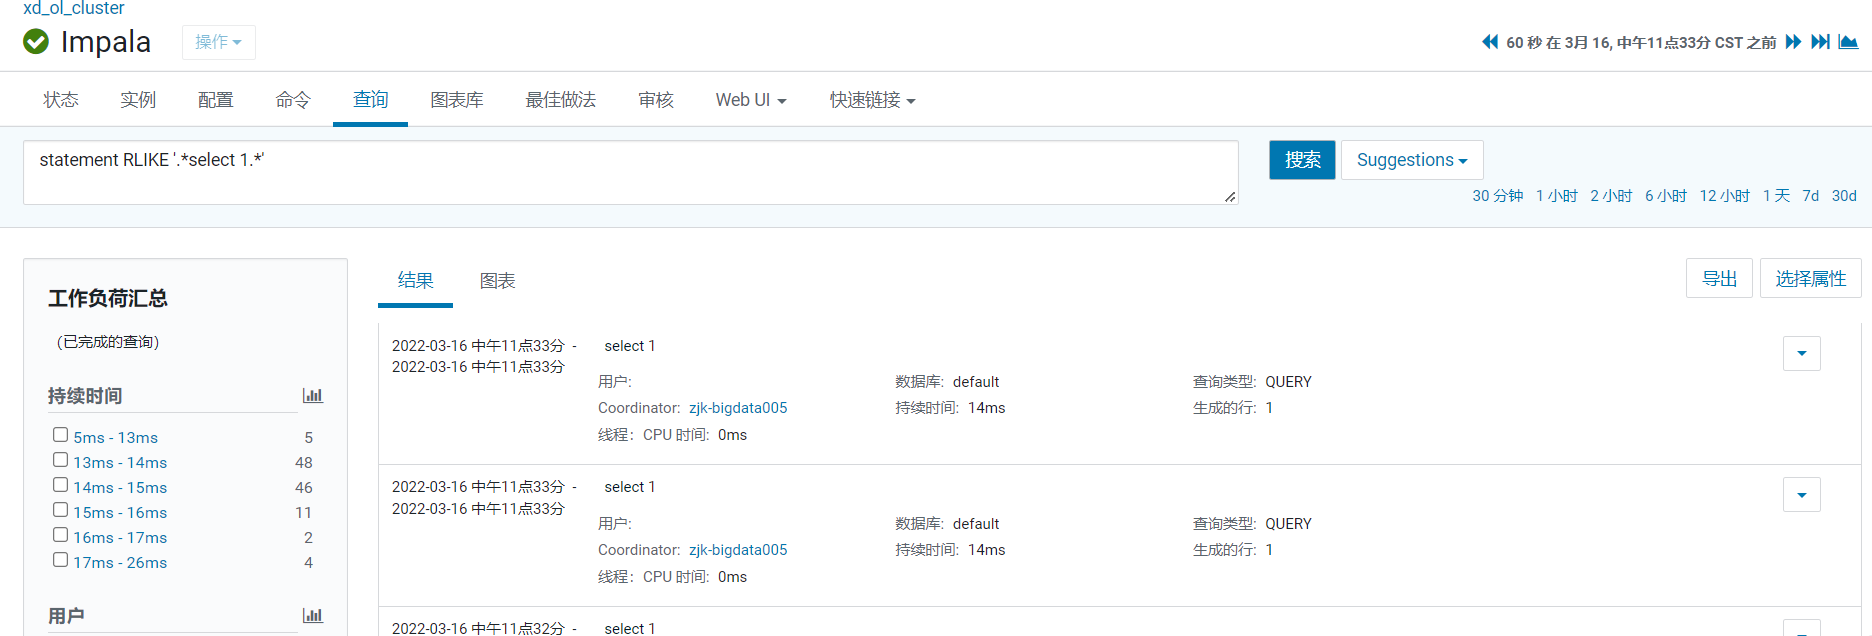 xd_ol_cluster
Impala 操作
60 秒 在 3月 16, 中午11点33分 CST 之前
状态 实例 配置 命令 查询 图表库 最佳做法 审核 Web UI 快速链接
statement RLIKE '.*select 1.*'
搜索 Suggestions
30 分钟 1 小时 2 小时 6 小时 12 小时 1 天 7d 30d
工作负荷汇总
(已完成的查询)
持续时间
5ms - 13ms 5
13ms - 14ms 48
14ms - 15ms 46
15ms - 16ms 11
16ms - 17ms 2
17ms - 26ms 4
用户
结果 图表
导出 选择属性
2022-03-16 中午11点33分 - select 1
2022-03-16 中午11点33分
用户: 数据库: default 查询类型: QUERY
Coordinator: zjk-bigdata005 持续时间: 14ms 生成的行: 1
线程: CPU 时间: 0ms
2022-03-16 中午11点33分 - select 1
2022-03-16 中午11点33分
用户: 数据库: default 查询类型: QUERY
Coordinator: zjk-bigdata005 持续时间: 14ms 生成的行: 1
线程: CPU 时间: 0ms
2022-03-16 中午11点32分 - select 1